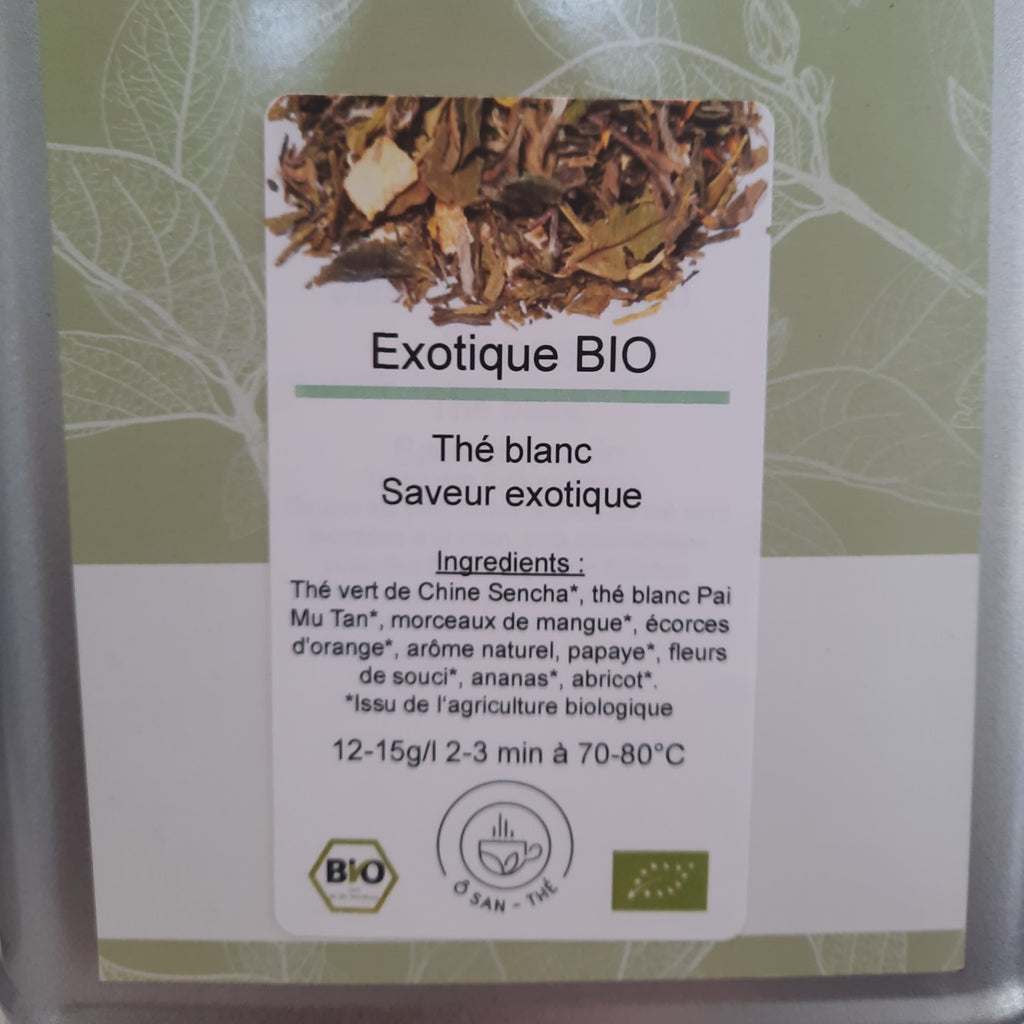 Exotique BIO
Thé blanc
Saveur exotique
Ingredients :
Thé vert de Chine Sencha*, thé blanc Pai
Mu Tan*, morceaux de mangue*, écorces
d'orange*, arôme naturel, papaye*, fleurs
de souci*, ananas*, abricot*.
*Issu de l'agriculture biologique
12-15g/l 2-3 min à 70-80°C
BIO
Ô SAN - THÉ